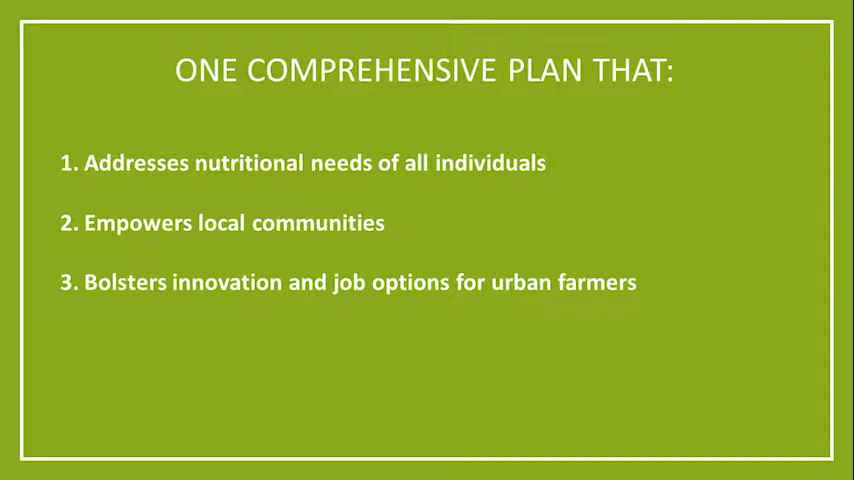 ONE COMPREHENSIVE PLAN THAT:
1. Addresses nutritional needs of all individuals
2. Empowers local communities
3. Bolsters innovation and job options for urban farmers